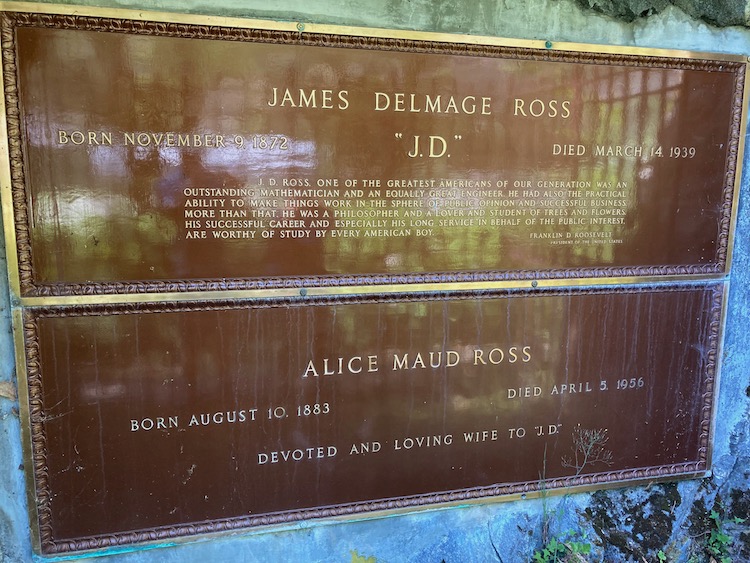 JAMES DELMAGE ROSS
BORN NOVEMBER 9, 1872 "J.D." DIED MARCH 14, 1939
J. D. ROSS, ONE OF THE GREATEST AMERICANS OF OUR GENERATION WAS AN
OUTSTANDING MATHEMATICIAN AND AN EQUALLY GREAT ENGINEER. HE HAD ALSO THE PRACTICAL
ABILITY TO MAKE THINGS WORK IN THE SPHERE OF PUBLIC OPINION AND SUCCESSFUL BUSINESS.
MORE THAN THAT, HE WAS A PHILOSOPHER AND A LOVER AND STUDENT OF TREES AND FLOWERS.
HIS SUCCESSFUL CAREER AND ESPECIALLY HIS LONG SERVICE IN BEHALF OF THE PUBLIC INTEREST,
ARE WORTHY OF STUDY BY EVERY AMERICAN BOY. FRANKLIN D. ROOSEVELT
PRESIDENT OF THE UNITED STATES
ALICE MAUD ROSS
BORN AUGUST 10, 1883 DIED APRIL 5, 1956
DEVOTED AND LOVING WIFE TO "J.D."